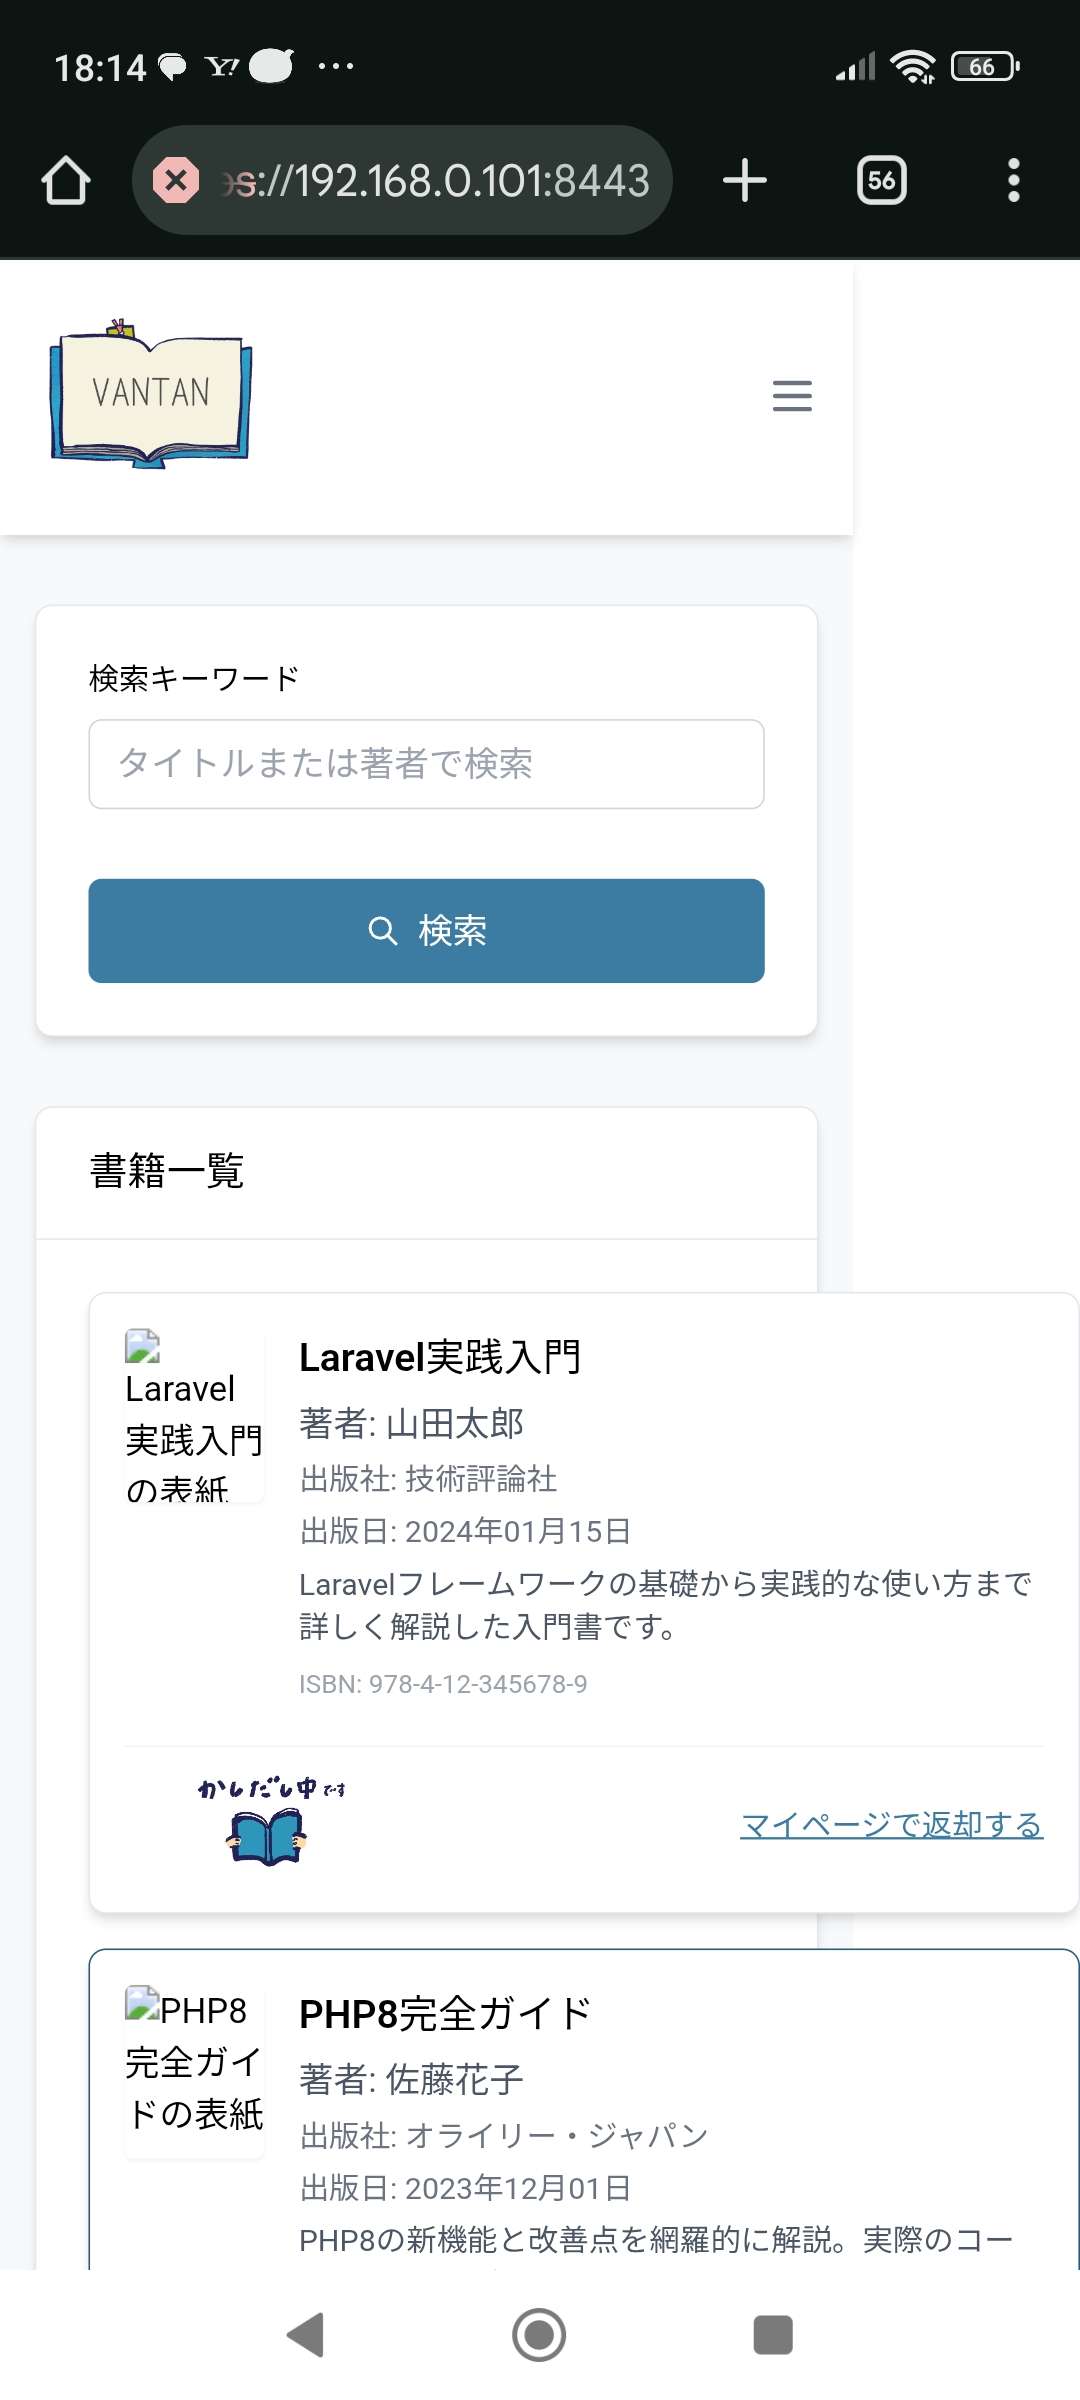 18:14
66
s://192.168.0.101:8443
56
VANTAN
検索キーワード
タイトルまたは著者で検索
検索
書籍一覧
Laravel
実践入門
の表紙
Laravel実践入門
著者: 山田太郎
出版社: 技術評論社
出版日: 2024年01月15日
Laravelフレームワークの基礎から実践的な使い方まで
詳しく解説した入門書です。
ISBN: 978-4-12-345678-9
かしだし中です
マイページで返却する
PHP8
完全ガイ
ドの表紙
PHP8完全ガイド
著者: 佐藤花子
出版社: オライリー・ジャパン
出版日: 2023年12月01日
PHP8の新機能と改善点を網羅的に解説。実際のコー